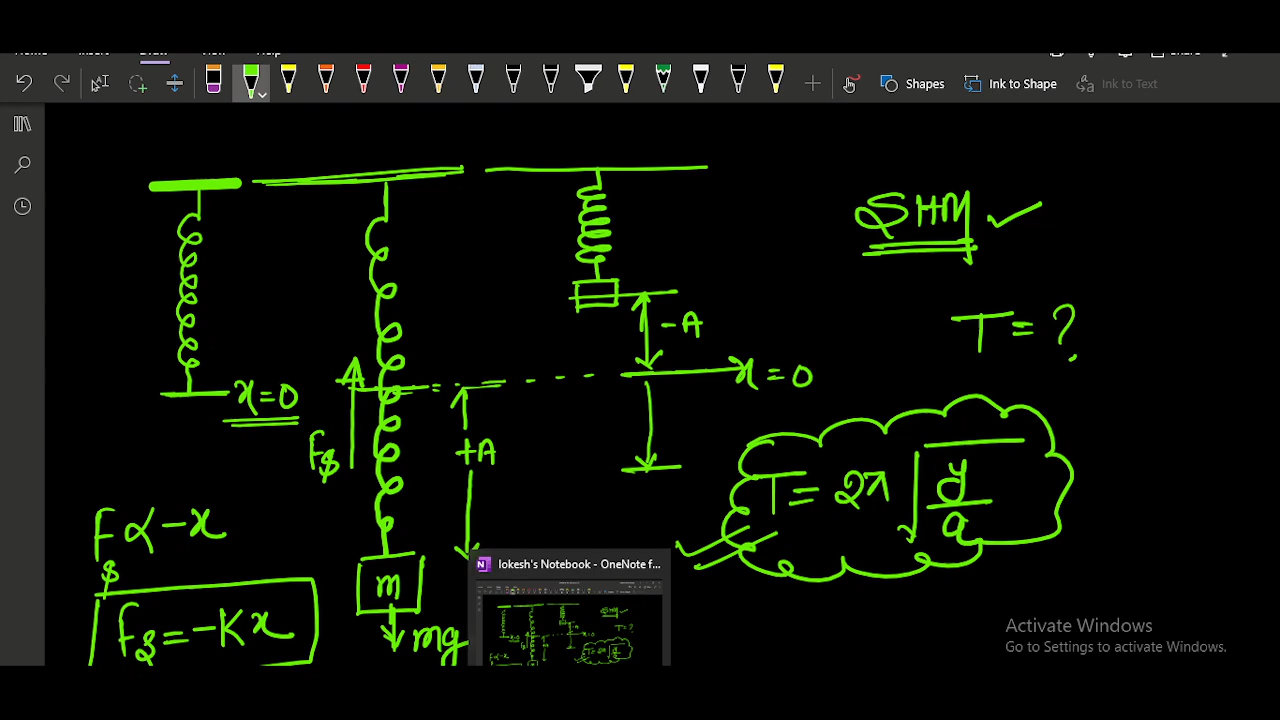 Shapes
Ink to Shape
Ink to Text
SHM
T = ?
-A
x = 0
x=0
+A
Fs
T = 2π √(y/a)
F ∝ -x
s
Fs = -Kx
m
mg
lokesh's Notebook - OneNote f...
Activate Windows
Go to Settings to activate Windows.